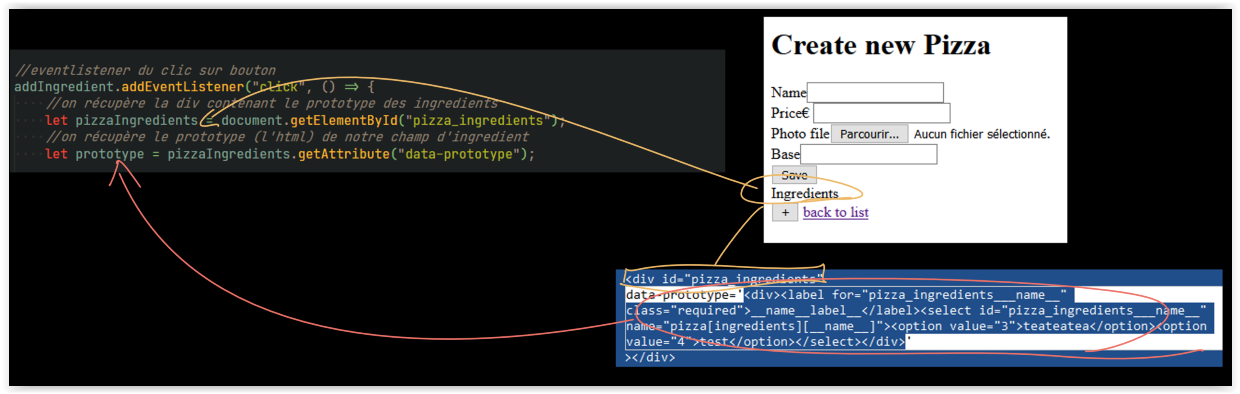 //eventlistener du clic sur bouton
addIngredient.addEventListener("click", () => {
//on récupère la div contenant le prototype des ingredients
let pizzaIngredients = document.getElementById("pizza_ingredients");
//on récupère le prototype (l'html) de notre champ d'ingredient
let prototype = pizzaIngredients.getAttribute("data-prototype");
Create new Pizza
Name
Price€
Photo file Parcourir... Aucun fichier sélectionné.
Base
Save
Ingredients
+ back to list
<div id="pizza_ingredients"
data-prototype='<div><label for="pizza_ingredients___name__"
class="required">__name__label__</label><select id="pizza_ingredients___name__"
name="pizza[ingredients][__name__]"><option value="3">teateatea</option><option
value="4">test</option></select></div>'
></div>